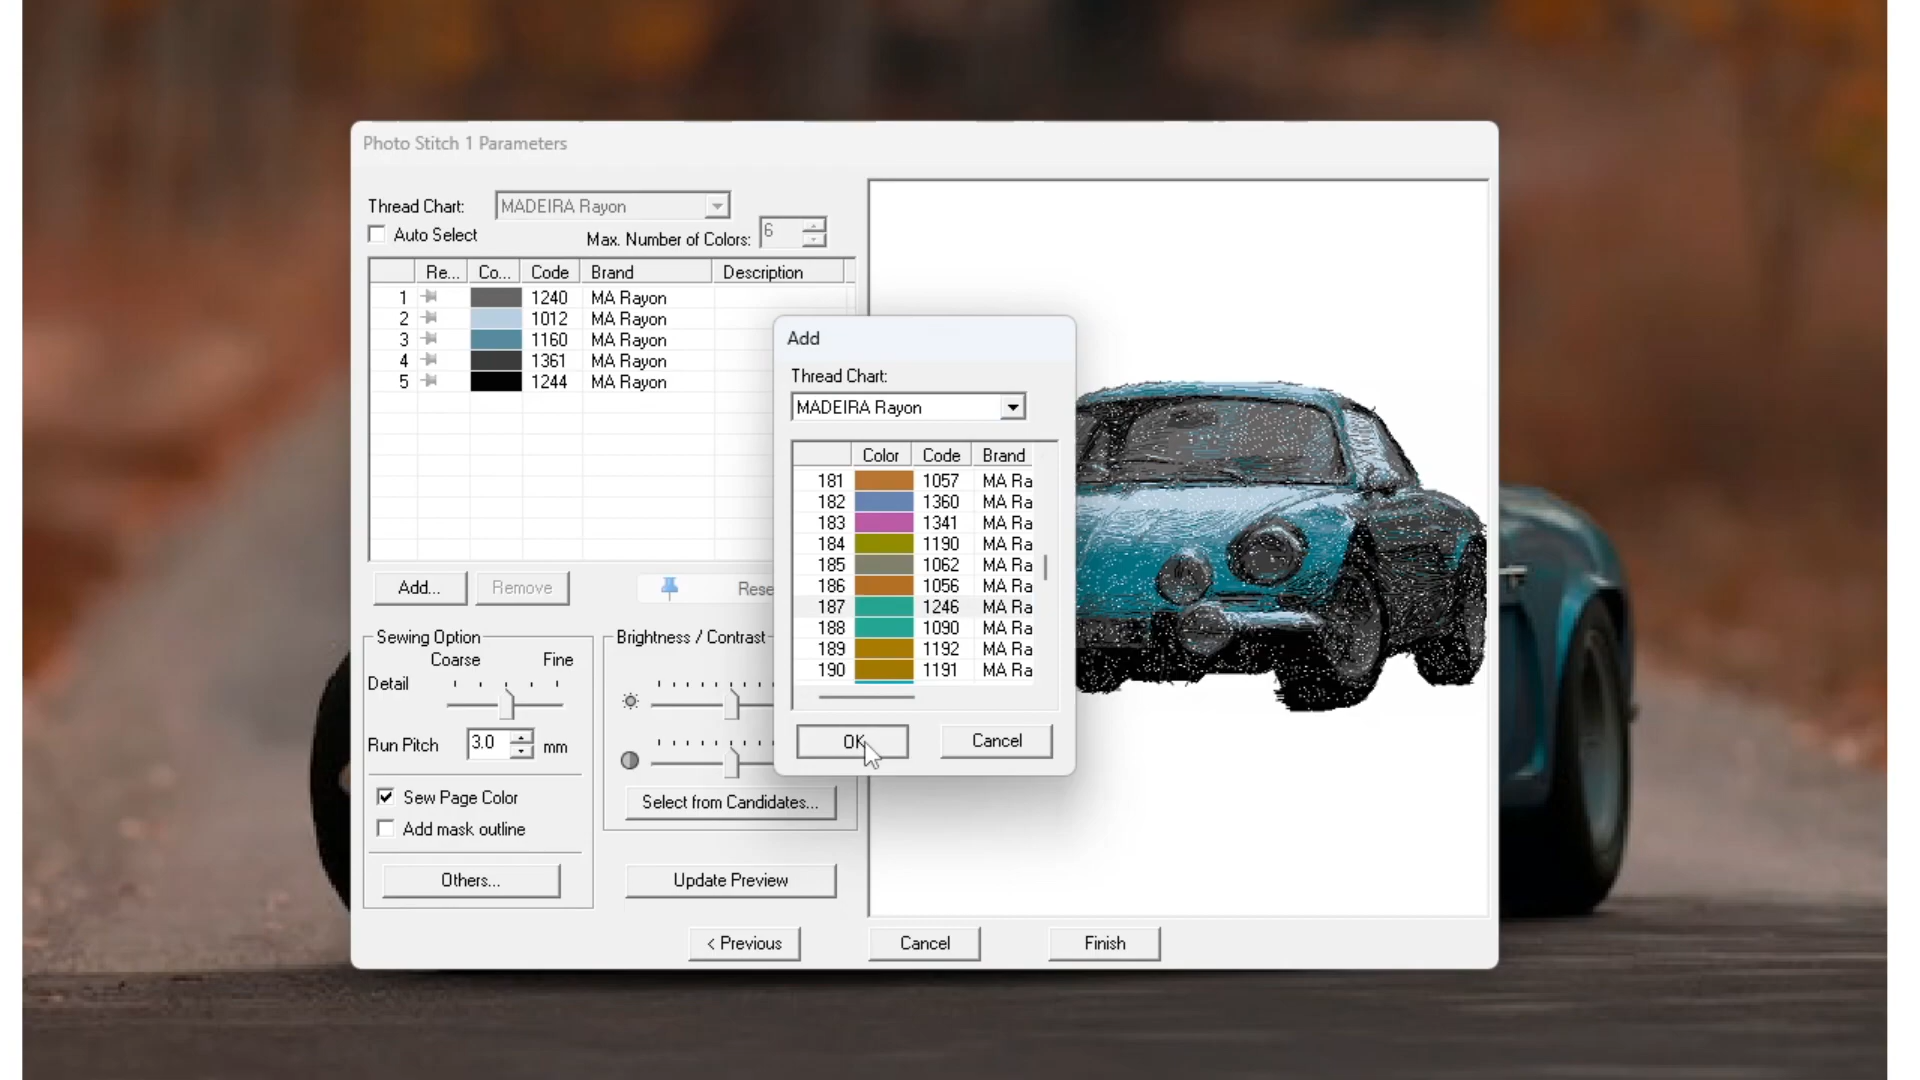 Photo Stitch 1 Parameters
Thread Chart: MADEIRA Rayon
Auto Select
Max. Number of Colors: 6
Re... Co... Code Brand Description
1 1240 MA Rayon
2 1012 MA Rayon
3 1160 MA Rayon
4 1361 MA Rayon
5 1244 MA Rayon
Add... Remove Rese
Sewing Option
Coarse Fine
Detail
Run Pitch 3.0 mm
Sew Page Color
Add mask outline
Others...
Brightness / Contrast
Select from Candidates...
Update Preview
< Previous Cancel Finish
Add
Thread Chart:
MADEIRA Rayon
Color Code Brand
181 1057 MA Ra
182 1360 MA Ra
183 1341 MA Ra
184 1190 MA Ra
185 1062 MA Ra
186 1056 MA Ra
187 1246 MA Ra
188 1090 MA Ra
189 1192 MA Ra
190 1191 MA Ra
OK Cancel